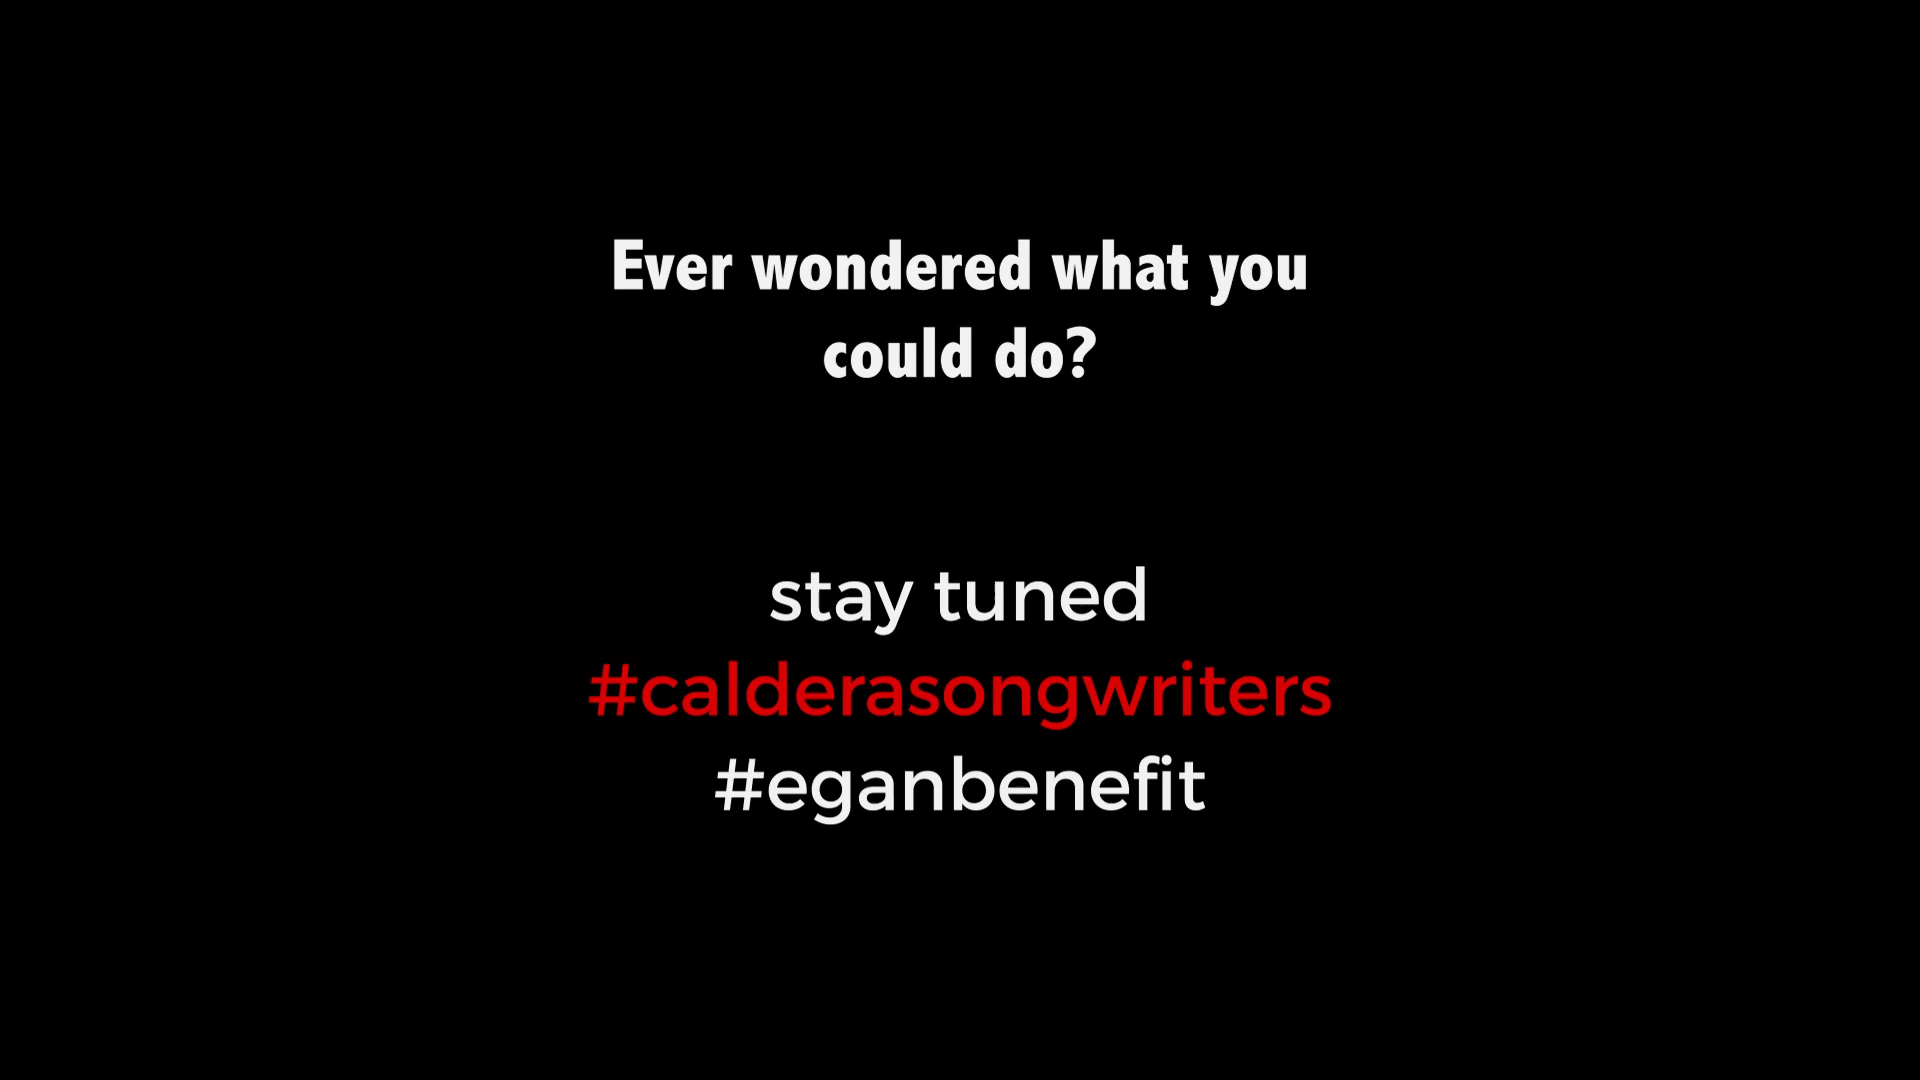 Ever wondered what you
could do?
stay tuned
#calderasongwriters
#eganbenefit